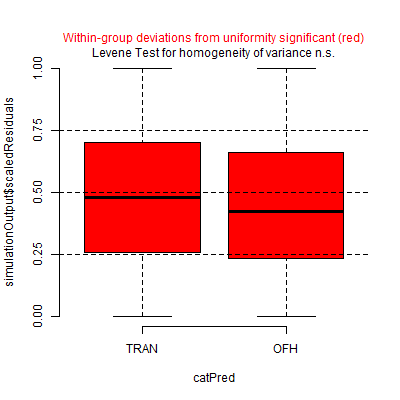 Within-group deviations from uniformity significant (red)
Levene Test for homogeneity of variance n.s.
simulationOutput$scaledResiduals
1.00
0.75
0.50
0.25
0.00
TRAN
OFH
catPred